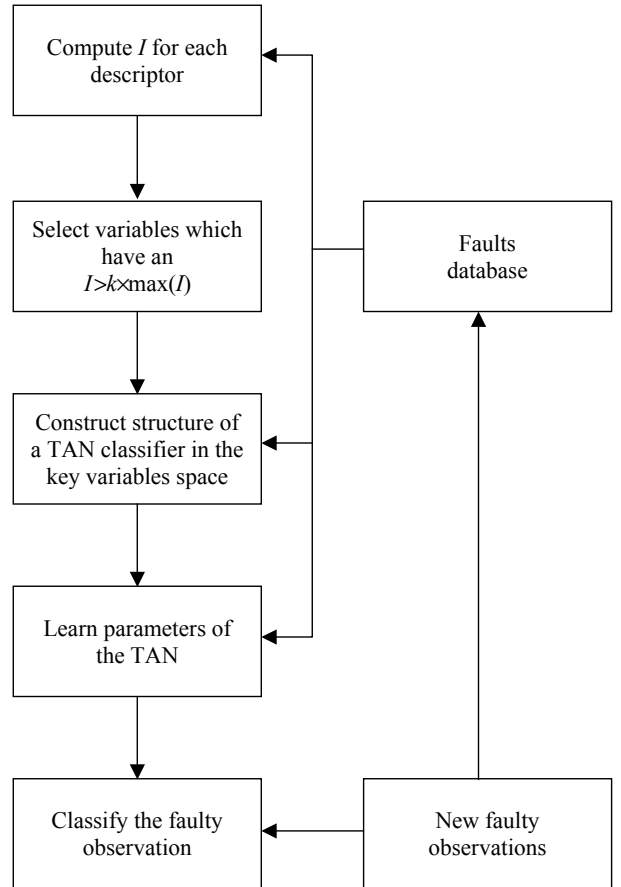 Compute I for each
descriptor
Select variables which
have an
I>k×max(I)
Faults
database
Construct structure of
a TAN classifier in the
key variables space
Learn parameters of
the TAN
Classify the faulty
observation
New faulty
observations